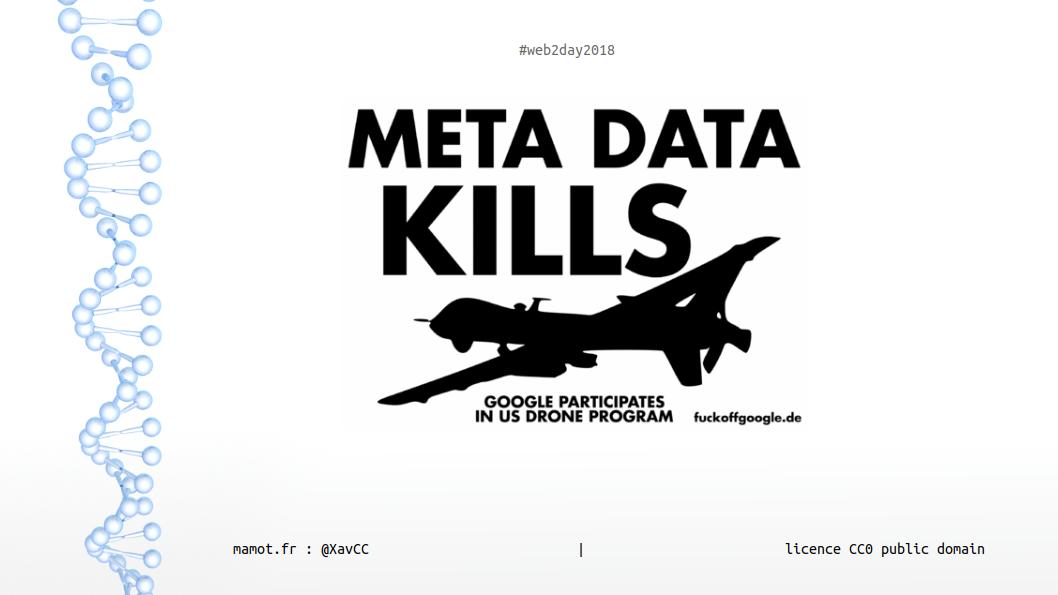 #web2day2018
META DATA
KILLS
GOOGLE PARTICIPATES
IN US DRONE PROGRAM
fuckoffgoogle.de
mamot.fr : @XavCC | licence CC0 public domain